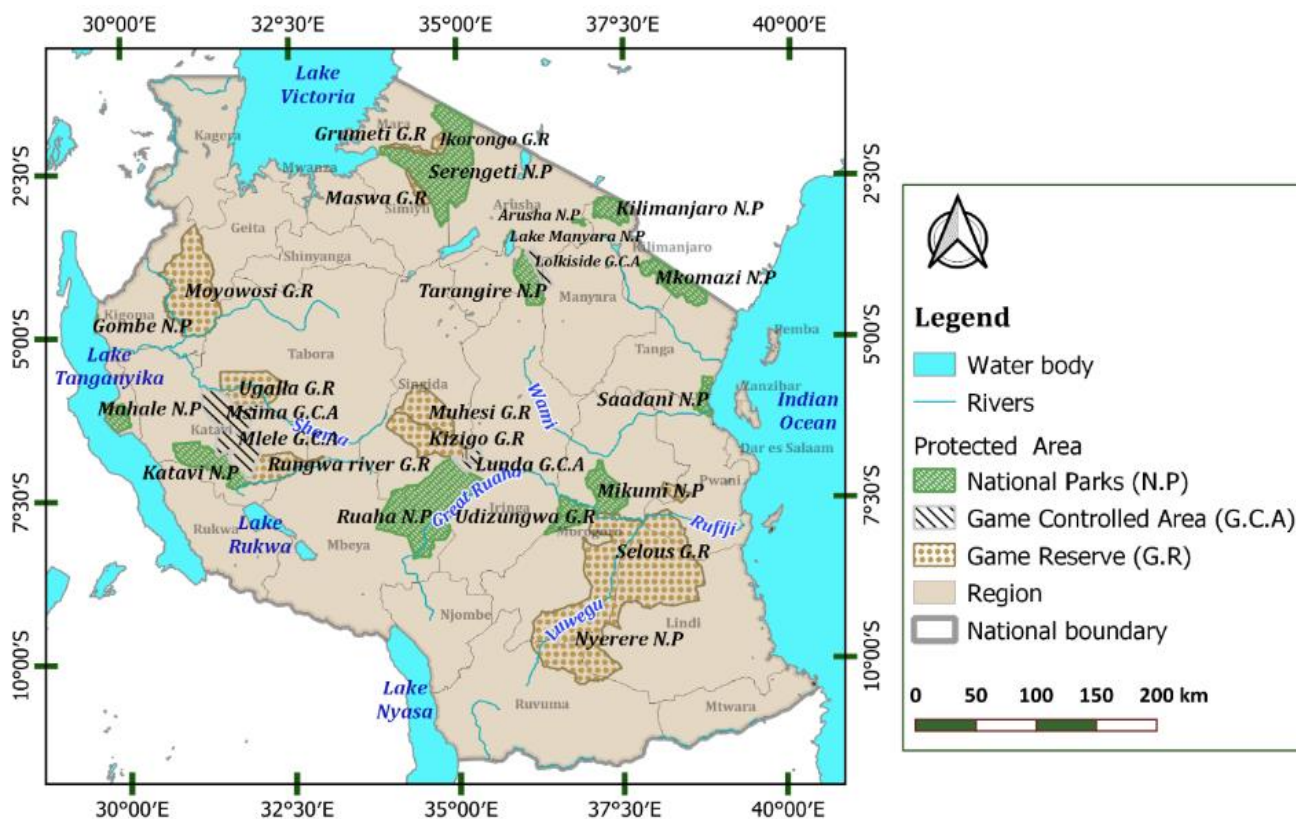 30°00′E 32°30′E 35°00′E 37°30′E 40°00′E
Lake
Victoria
Kagera
Mara
Grumeti G.R
Ikorongo G.R
Mwanza
Serengeti N.P
2°30′S
2°30′S
Maswa G.R
Simiyu
Arusha
Arusha N.P
Kilimanjaro N.P
Geita
Lake Manyara N.P
Kilimanjaro
Shinyanga
Lolkiside G.C.A
Mkomazi N.P
Moyowosi G.R
Tarangire N.P
Manyara
Kigoma
Gombe N.P
5°00′S
5°00′S
Pemba
Lake
Tanganyika
Tabora
Tanga
Ugalla G.R
Singida
Wami
Saadani N.P
Zanzibar
Indian
Ocean
Mahale N.P
Msima G.C.A
Muhesi G.R
Katavi
Mlele G.C.A
Shema
Kizigo G.R
Dar es Salaam
Katavi N.P
Rungwa river G.R
Lunda G.C.A
Pwani
Mikumi N.P
7°30′S
7°30′S
Great Ruaha
Iringa
Ruaha N.P
Udizungwa G.R
Rufiji
Rukwa
Lake
Rukwa
Mbeya
Morogoro
Selous G.R
Njombe
Vuwegu
Lindi
Nyerere N.P
10°00′S
10°00′S
Lake
Nyasa
Ruvuma
Mtwara
30°00′E 32°30′E 35°00′E 37°30′E 40°00′E
Legend
Water body
Rivers
Protected Area
National Parks (N.P)
Game Controlled Area (G.C.A)
Game Reserve (G.R)
Region
National boundary
0 50 100 150 200 km